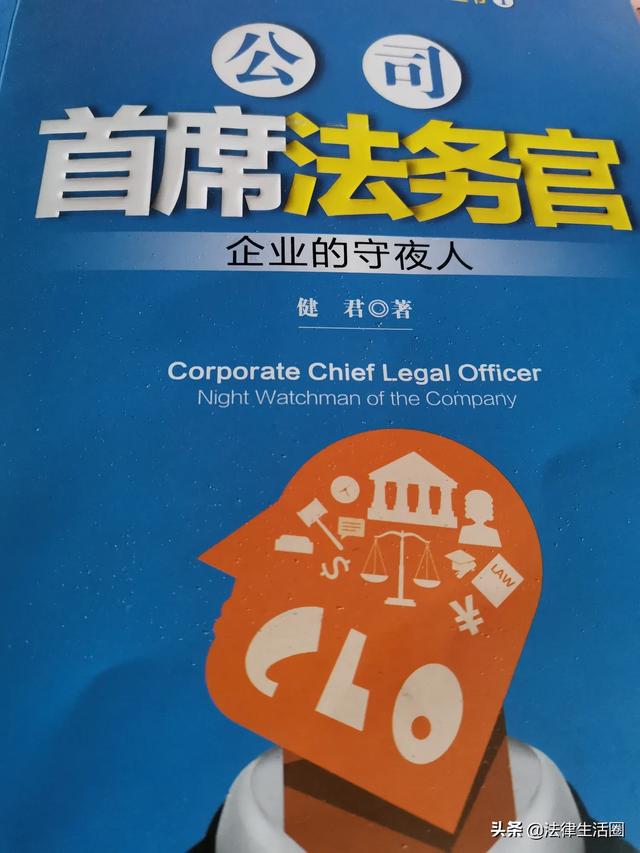 公司
首席法务官
企业的守夜人
健 君◎著
Corporate Chief Legal Officer
Night Watchman of the Company
LAW
$
¥
头条 @法律生活圈